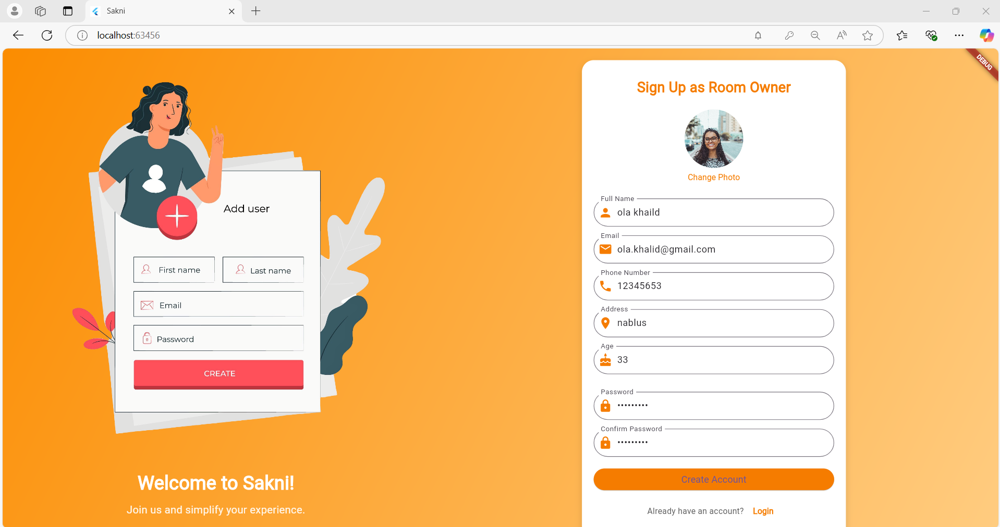 Sakni
localhost:63456
DEBUG
Add user
First name
Last name
Email
Password
CREATE
Welcome to Sakni!
Join us and simplify your experience.
Sign Up as Room Owner
Change Photo
Full Name
ola khaild
Email
ola.khalid@gmail.com
Phone Number
12345653
Address
nablus
Age
33
Password
•••••••••
Confirm Password
•••••••••
Create Account
Already have an account? Login